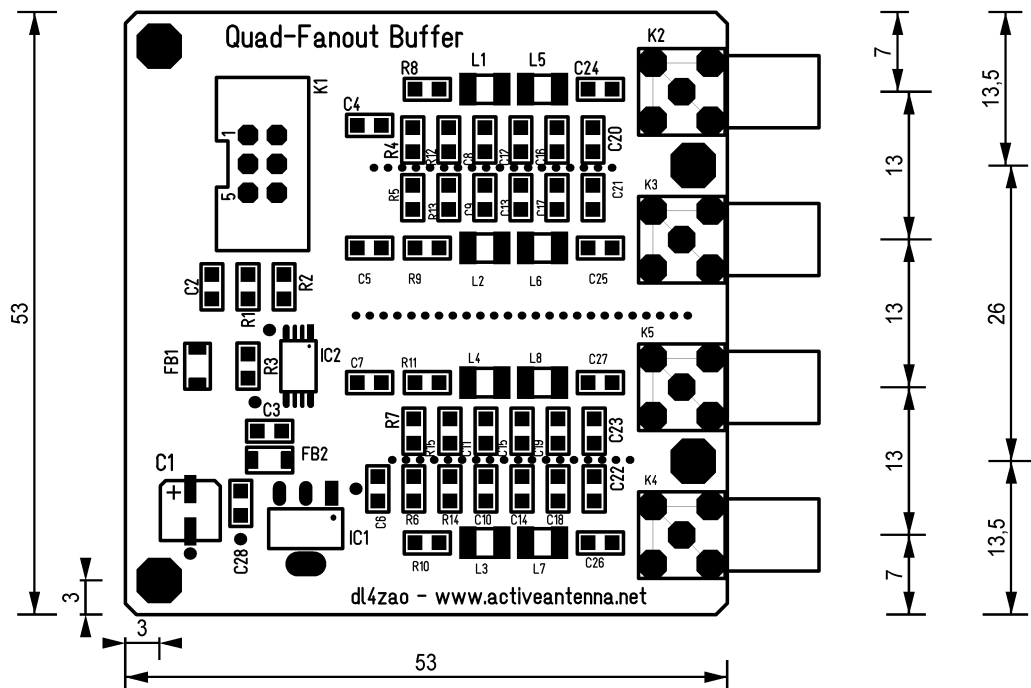 Quad-Fanout Buffer
K2
7
13,5
R8
L1
L5
C24
K1
C4
1
R4
R12
C8
C12
C16
C20
13
5
R5
R13
C9
C13
C17
C21
K3
C5
R9
L2
L6
C25
C2
R1
R2
53
13
26
K5
IC2
FB1
R3
C7
R11
L4
L8
C27
C3
R7
R15
C11
C15
C19
C23
FB2
13
C1
+
K4
C22
C6
R6
R14
C10
C14
C18
IC1
13,5
C28
R10
L3
L7
C26
7
3
dl4zao - www.activeantenna.net
3
53